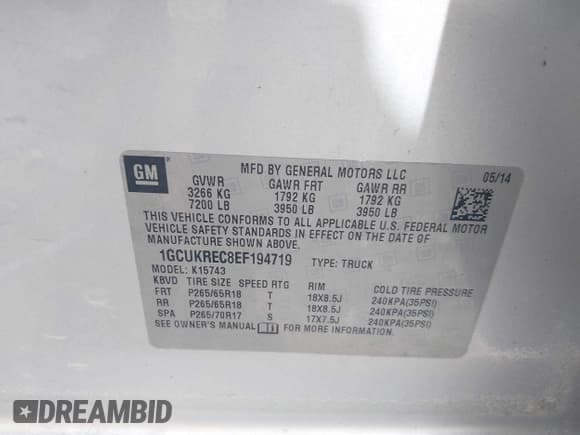 GM
MFD BY GENERAL MOTORS LLC
05/14
GVWR GAWR FRT GAWR RR
3266 KG 1792 KG 1792 KG
7200 LB 3950 LB 3950 LB
THIS VEHICLE CONFORMS TO ALL APPLICABLE U.S. FEDERAL MOTOR
VEHICLE SAFETY STANDARDS IN EFFECT ON THE DATE OF
MANUFACTURE SHOWN ABOVE.
1GCUKREC8EF194719 TYPE: TRUCK
MODEL: K15743
KBVD TIRE SIZE SPEED RTG RIM COLD TIRE PRESSURE
FRT P265/65R18 T 18X8.5J 240KPA(35PSI)
RR P265/65R18 T 18X8.5J 240KPA(35PSI)
SPA P265/70R17 S 17X7.5J 240KPA(35PSI)
SEE OWNER'S MANUAL FOR MORE INFORMATION.
DREAMBID